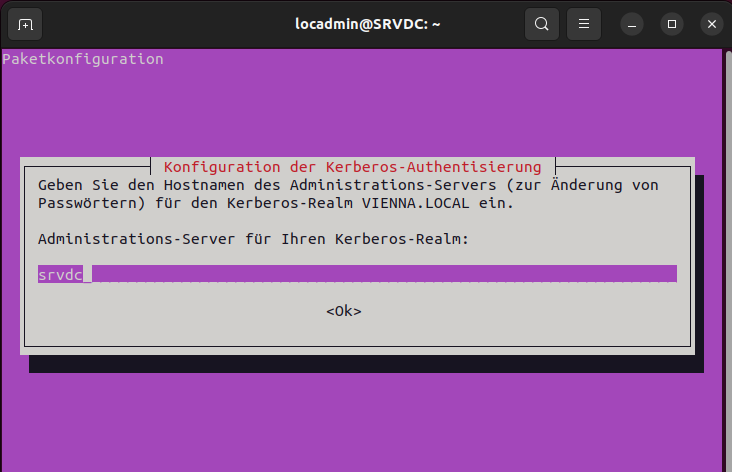 locadmin@SRVDC: ~
Paketkonfiguration
Konfiguration der Kerberos-Authentisierung
Geben Sie den Hostnamen des Administrations-Servers (zur Änderung von
Passwörtern) für den Kerberos-Realm VIENNA.LOCAL ein.
Administrations-Server für Ihren Kerberos-Realm:
srvdc
<Ok>